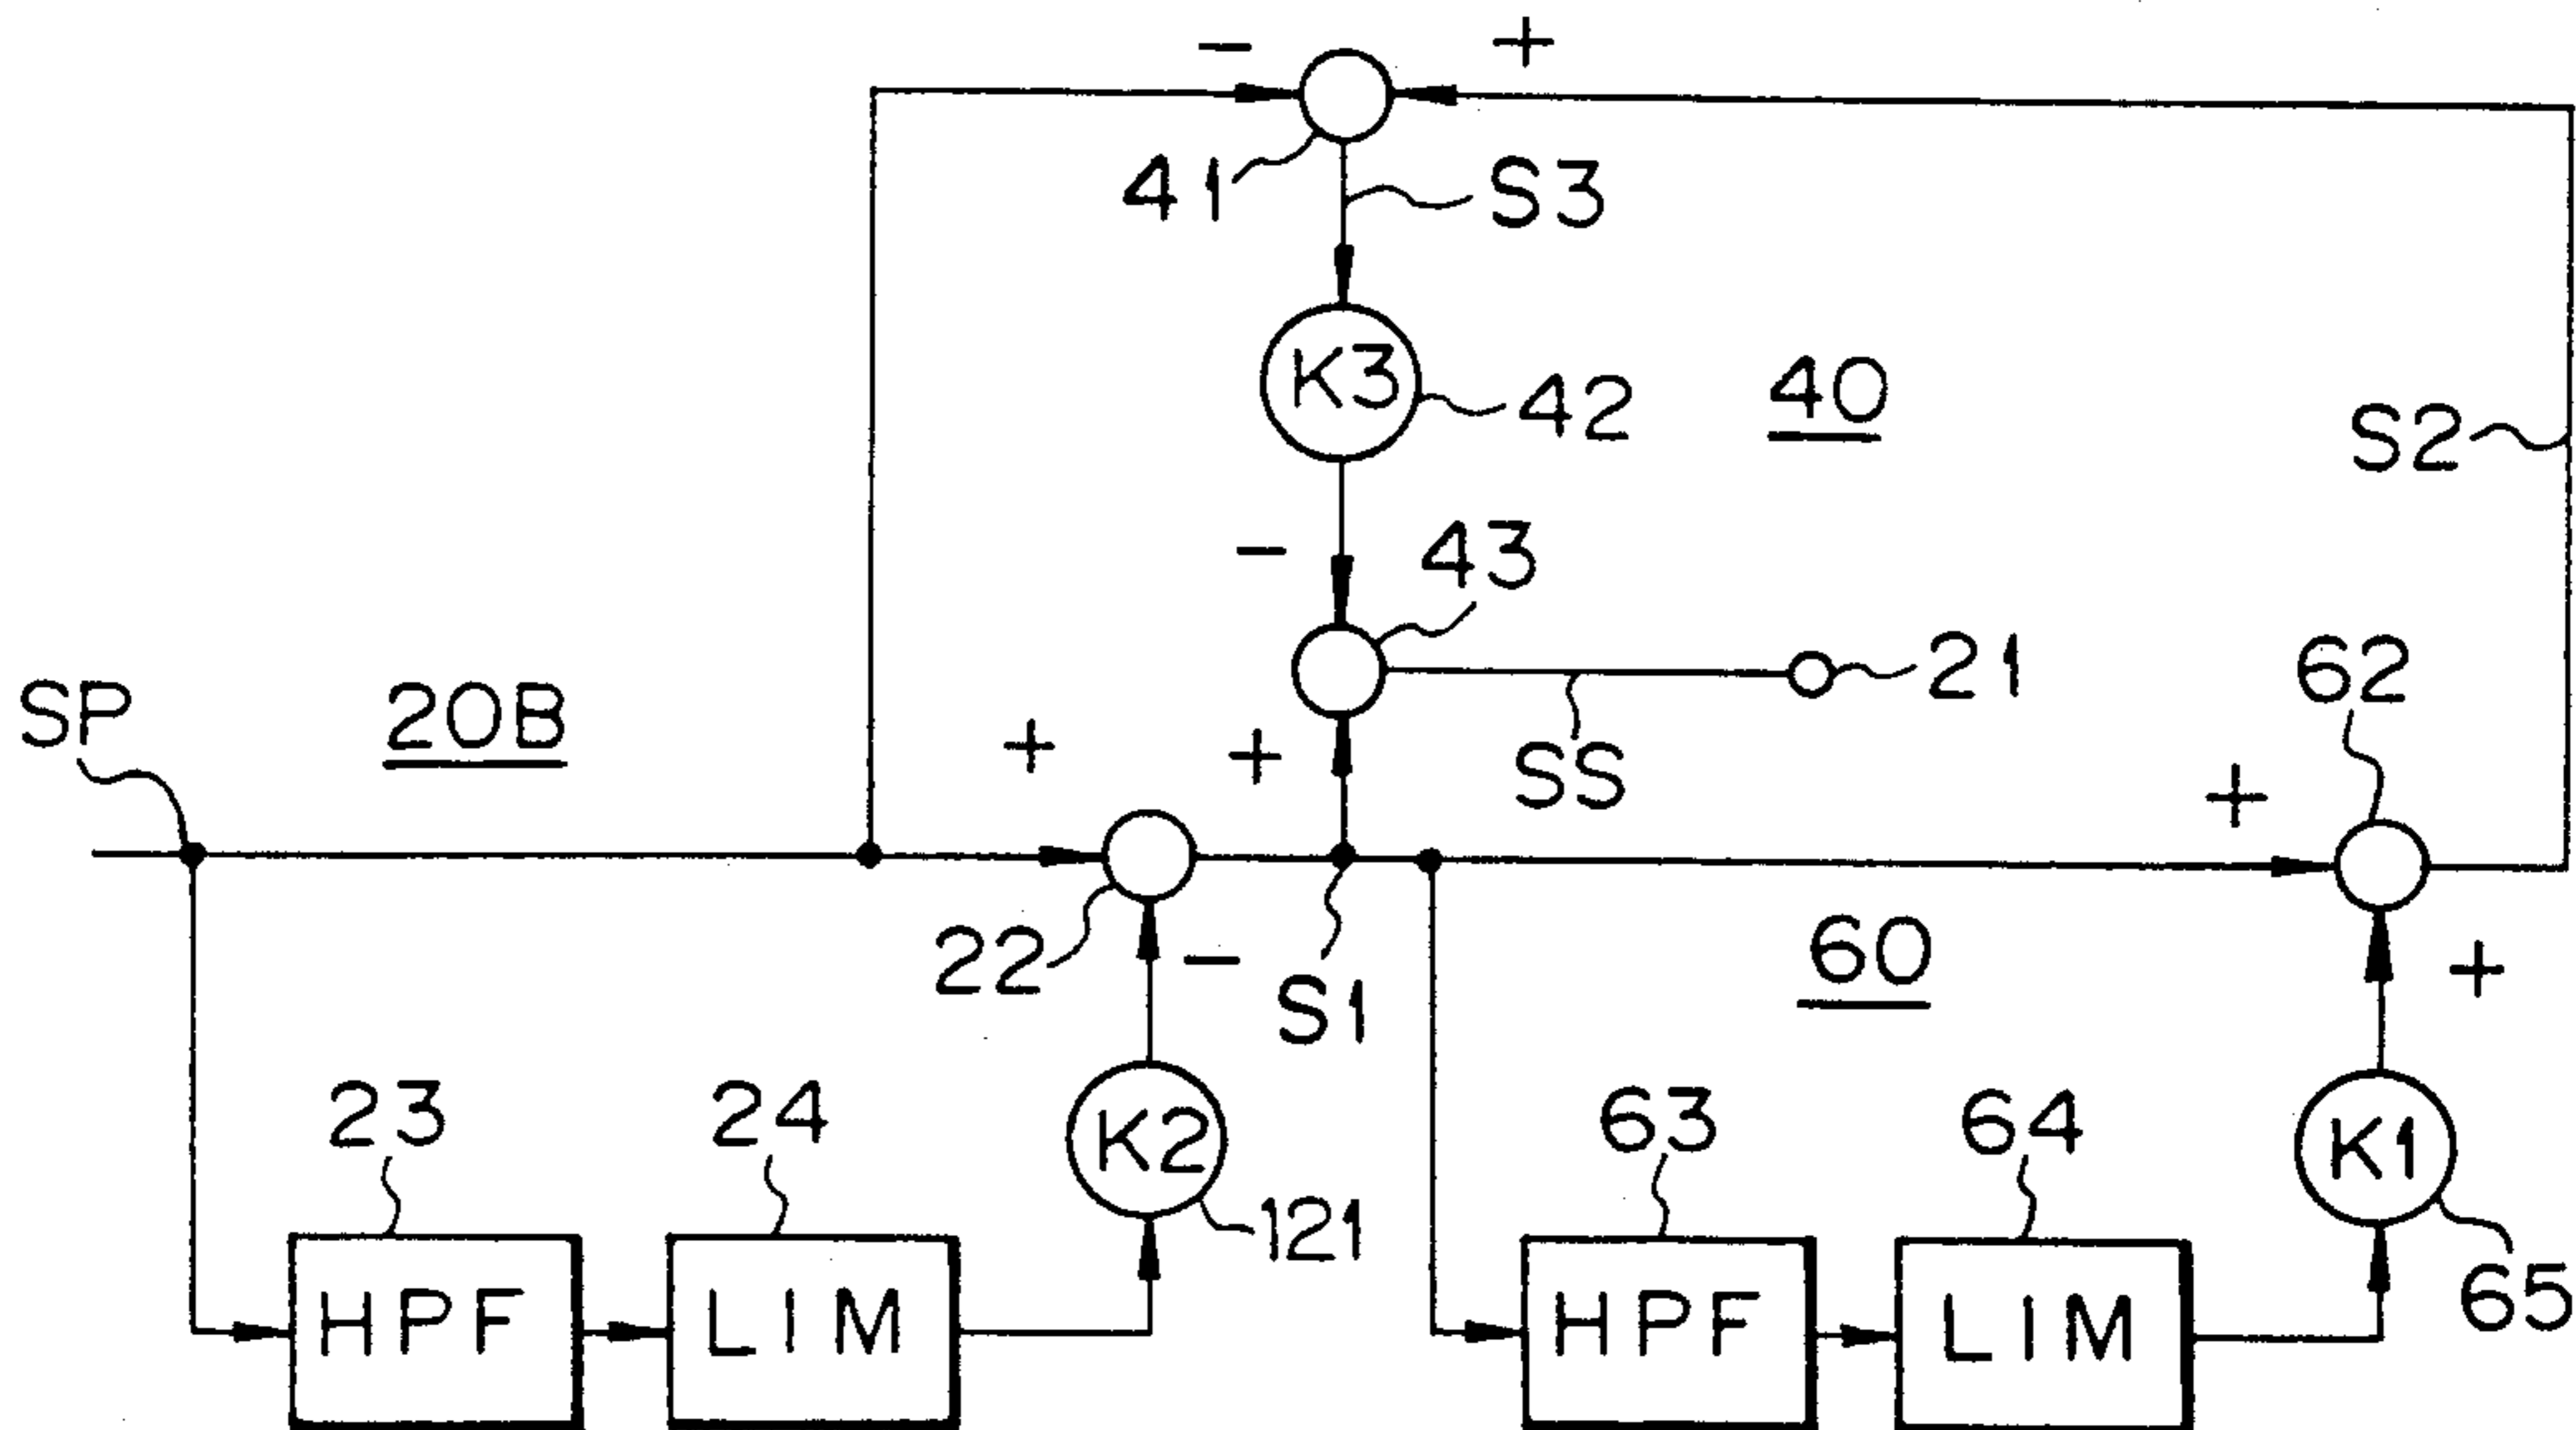 − +
41 S3
K3 42 40
S2
− 43
21
62
SP 20B
+ + SS +
22 − S1 60 +
23 24 K2 63 64 K1
121
65
HPF LIM HPF LIM